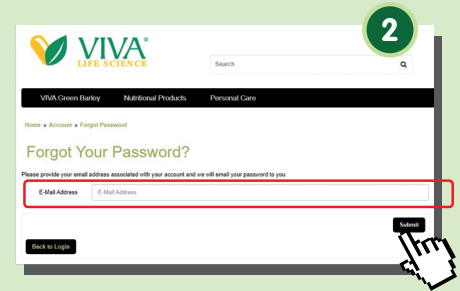 2
VIVA®
LIFE SCIENCE
Search
VIVA Green Barley Nutritional Products Personal Care
Home » Account » Forgot Password
Forgot Your Password?
Please provide your email address associated with your account and we will email your password to you.
E-Mail Address E-Mail Address
Submit
Back to Login